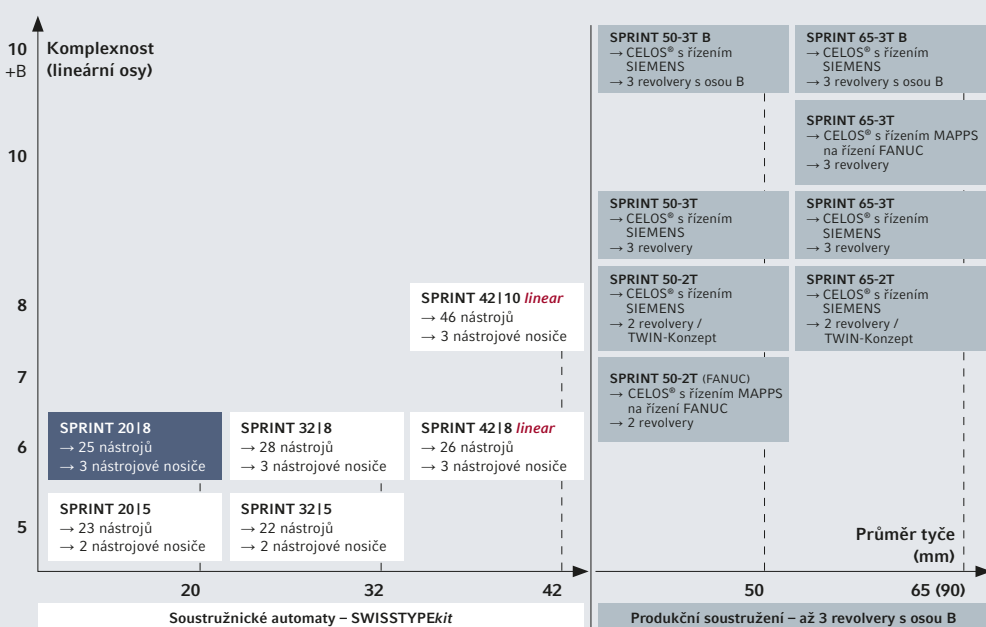 10
+B
Komplexnost
(lineární osy)
10
8
7
6
5
SPRINT 42|10 linear
→ 46 nástrojů
→ 3 nástrojové nosiče
SPRINT 20|8
→ 25 nástrojů
→ 3 nástrojové nosiče
SPRINT 32|8
→ 28 nástrojů
→ 3 nástrojové nosiče
SPRINT 42|8 linear
→ 26 nástrojů
→ 3 nástrojové nosiče
SPRINT 20|5
→ 23 nástrojů
→ 2 nástrojové nosiče
SPRINT 32|5
→ 22 nástrojů
→ 2 nástrojové nosiče
20
32
42
Soustružnické automaty – SWISSTYPEkit
SPRINT 50-3T B
→ CELOS® s řízením
SIEMENS
→ 3 revolvery s osou B
SPRINT 65-3T B
→ CELOS® s řízením
SIEMENS
→ 3 revolvery s osou B
SPRINT 65-3T
→ CELOS® s řízením MAPPS
na řízení FANUC
→ 3 revolvery
SPRINT 50-3T
→ CELOS® s řízením
SIEMENS
→ 3 revolvery
SPRINT 65-3T
→ CELOS® s řízením
SIEMENS
→ 3 revolvery
SPRINT 50-2T
→ CELOS® s řízením
SIEMENS
→ 2 revolvery /
TWIN-Konzept
SPRINT 65-2T
→ CELOS® s řízením
SIEMENS
→ 2 revolvery /
TWIN-Konzept
SPRINT 50-2T (FANUC)
→ CELOS® s řízením MAPPS
na řízení FANUC
→ 2 revolvery
Průměr tyče
(mm)
50
65 (90)
Produkční soustružení – až 3 revolvery s osou B